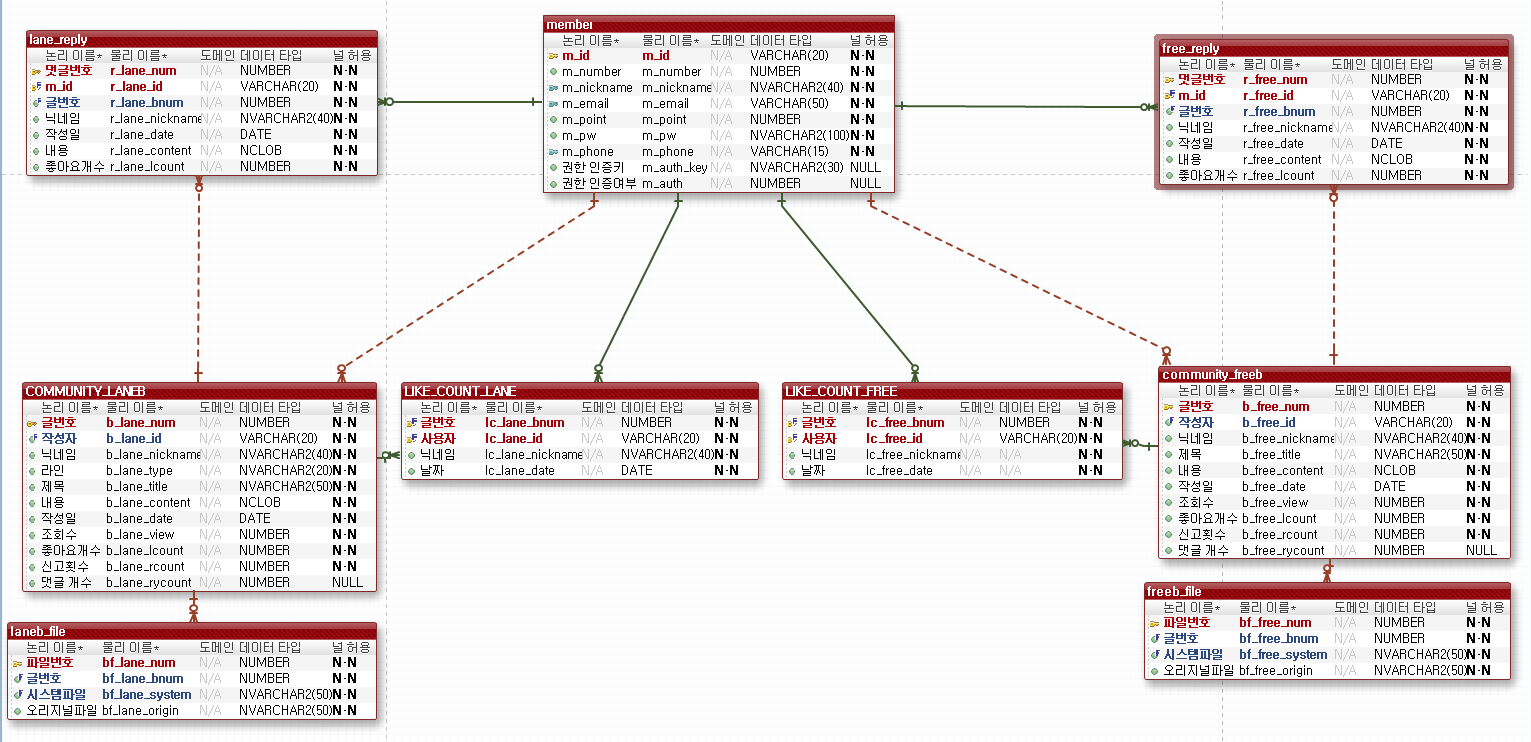 lane_reply
논리 이름* 물리 이름* 도메인 데이터 타입 널 허용
댓글번호 r_lane_num N/A NUMBER N-N
m_id r_lane_id N/A VARCHAR(20) N-N
글번호 r_lane_bnum N/A NUMBER N-N
닉네임 r_lane_nickname N/A NVARCHAR2(40) N-N
작성일 r_lane_date N/A DATE N-N
내용 r_lane_content N/A NCLOB N-N
좋아요개수 r_lane_lcount N/A NUMBER N-N
member
논리 이름* 물리 이름* 도메인 데이터 타입 널 허용
m_id m_id N/A VARCHAR(20) N-N
m_number m_number N/A NUMBER N-N
m_nickname m_nickname N/A NVARCHAR2(40) N-N
m_email m_email N/A VARCHAR(50) N-N
m_point m_point N/A NUMBER N-N
m_pw m_pw N/A NVARCHAR2(100) N-N
m_phone m_phone N/A VARCHAR(15) N-N
권한 인증키 m_auth_key N/A NVARCHAR2(30) NULL
권한 인증여부 m_auth N/A NUMBER NULL
free_reply
논리 이름* 물리 이름* 도메인 데이터 타입 널 허용
댓글번호 r_free_num N/A NUMBER N-N
m_id r_free_id N/A VARCHAR(20) N-N
글번호 r_free_bnum N/A NUMBER N-N
닉네임 r_free_nickname N/A NVARCHAR2(40) N-N
작성일 r_free_date N/A DATE N-N
내용 r_free_content N/A NCLOB N-N
좋아요개수 r_free_lcount N/A NUMBER N-N
COMMUNITY_LANEB
논리 이름* 물리 이름* 도메인 데이터 타입 널 허용
글번호 b_lane_num N/A NUMBER N-N
작성자 b_lane_id N/A VARCHAR(20) N-N
닉네임 b_lane_nickname N/A NVARCHAR2(40) N-N
라인 b_lane_type N/A NVARCHAR2(20) N-N
제목 b_lane_title N/A NVARCHAR2(50) N-N
내용 b_lane_content N/A NCLOB N-N
작성일 b_lane_date N/A DATE N-N
조회수 b_lane_view N/A NUMBER N-N
좋아요개수 b_lane_lcount N/A NUMBER N-N
신고횟수 b_lane_rcount N/A NUMBER N-N
댓글 개수 b_lane_rycount N/A NUMBER NULL
LIKE_COUNT_LANE
논리 이름* 물리 이름* 도메인 데이터 타입 널 허용
글번호 lc_lane_bnum N/A NUMBER N-N
사용자 lc_lane_id N/A VARCHAR(20) N-N
닉네임 lc_lane_nickname N/A NVARCHAR2(40) N-N
날짜 lc_lane_date N/A DATE N-N
LIKE_COUNT_FREE
논리 이름* 물리 이름* 도메인 데이터 타입 널 허용
글번호 lc_free_bnum N/A NUMBER N-N
사용자 lc_free_id N/A VARCHAR(20) N-N
닉네임 lc_free_nickname N/A N/A N-N
날짜 lc_free_date N/A N/A N-N
community_freeb
논리 이름* 물리 이름* 도메인 데이터 타입 널 허용
글번호 b_free_num N/A NUMBER N-N
작성자 b_free_id N/A VARCHAR(20) N-N
닉네임 b_free_nickname N/A NVARCHAR2(40) N-N
제목 b_free_title N/A NVARCHAR2(50) N-N
내용 b_free_content N/A NCLOB N-N
작성일 b_free_date N/A DATE N-N
조회수 b_free_view N/A NUMBER N-N
좋아요개수 b_free_lcount N/A NUMBER N-N
신고횟수 b_free_rcount N/A NUMBER N-N
댓글 개수 b_free_rycount N/A NUMBER NULL
laneb_file
논리 이름* 물리 이름* 도메인 데이터 타입 널 허용
파일번호 bf_lane_num N/A NUMBER N-N
글번호 bf_lane_bnum N/A NUMBER N-N
시스템파일 bf_lane_system N/A NVARCHAR2(50) N-N
오리지널파일 bf_lane_origin N/A NVARCHAR2(50) N-N
freeb_file
논리 이름* 물리 이름* 도메인 데이터 타입 널 허용
파일번호 bf_free_num N/A NUMBER N-N
글번호 bf_free_bnum N/A NUMBER N-N
시스템파일 bf_free_system N/A NVARCHAR2(50) N-N
오리지널파일 bf_free_origin N/A NVARCHAR2(50) N-N